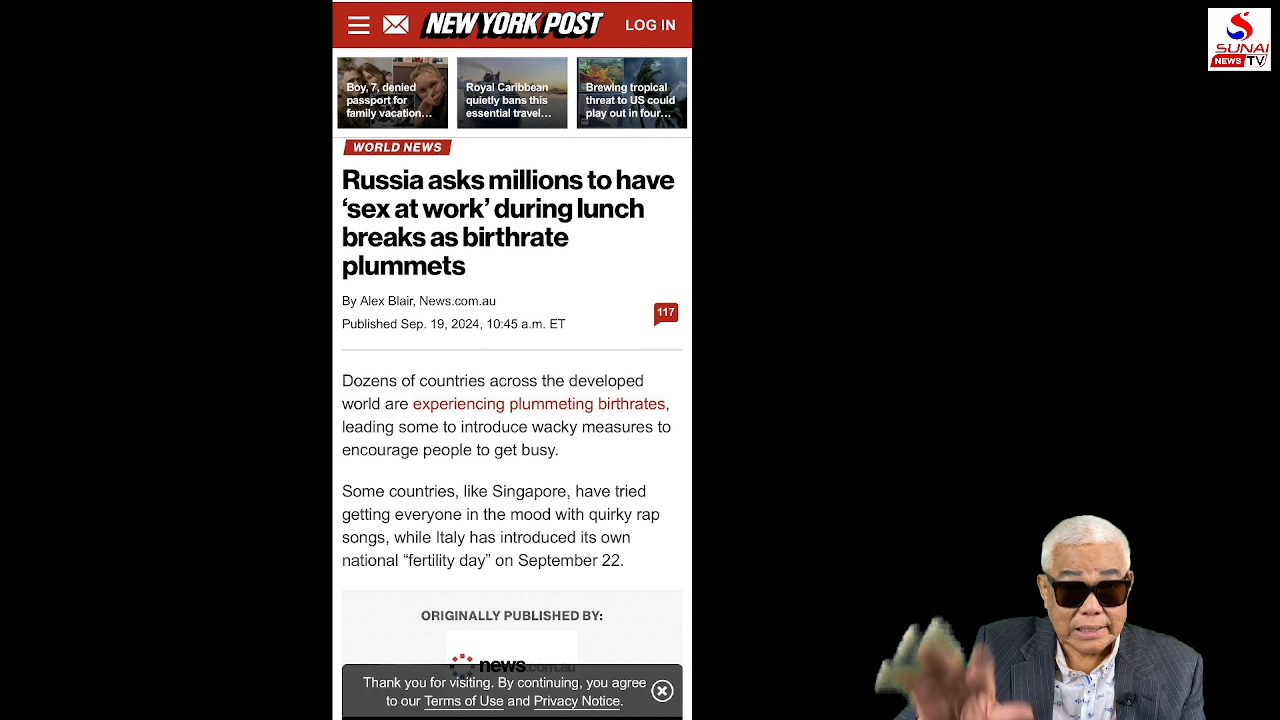 NEW YORK POST
LOG IN
SUNAI
NEWS TV
Boy, 7, denied
passport for
family vacation...
Royal Caribbean
quietly bans this
essential travel...
Brewing tropical
threat to US could
play out in four...
WORLD NEWS
Russia asks millions to have
‘sex at work’ during lunch
breaks as birthrate
plummets
By Alex Blair, News.com.au
117
Published Sep. 19, 2024, 10:45 a.m. ET
Dozens of countries across the developed
world are experiencing plummeting birthrates,
leading some to introduce wacky measures to
encourage people to get busy.
Some countries, like Singapore, have tried
getting everyone in the mood with quirky rap
songs, while Italy has introduced its own
national “fertility day” on September 22.
ORIGINALLY PUBLISHED BY:
news.com.au
Thank you for visiting. By continuing, you agree
to our Terms of Use and Privacy Notice.